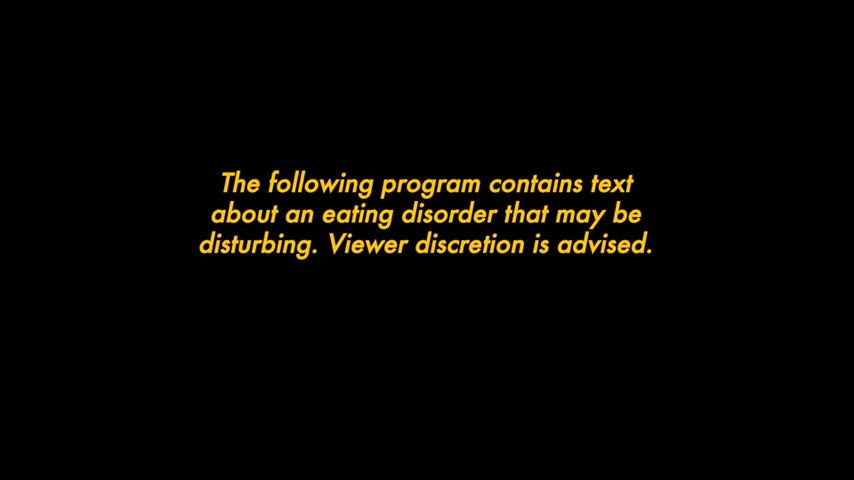 The following program contains text
about an eating disorder that may be
disturbing. Viewer discretion is advised.